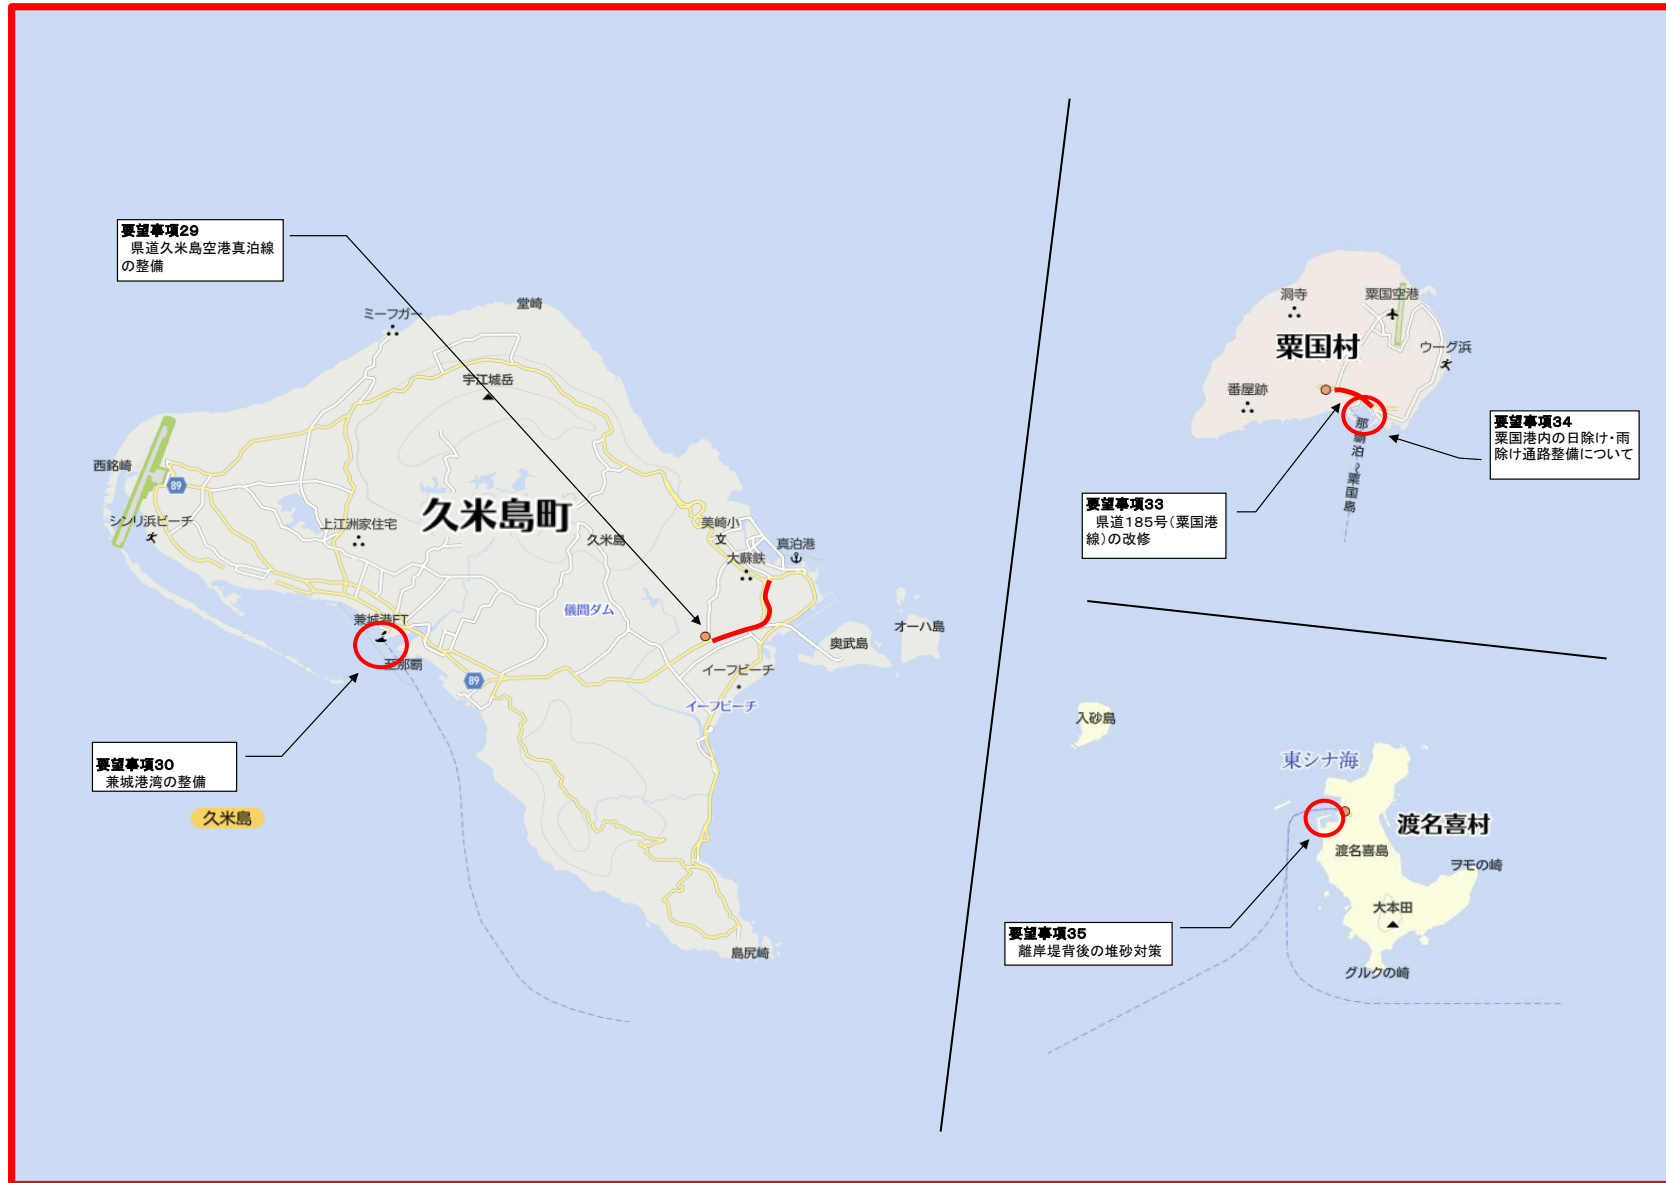 要望事項29
県道久米島空港真泊線
の整備
堂崎
ミーフガー
宇江城岳
西銘崎
89
シンリ浜ビーチ
上江洲家住宅
久米島町
久米島
美崎小
文
真泊港
大蘇鉄
兼城港FT
儀間ダム
至那覇
89
イーフビーチ
イーフビーチ
奥武島
オーハ島
要望事項30
兼城港湾の整備
久米島
島尻崎
洞寺
粟国空港
粟国村
ウーグ浜
番屋跡
那覇泊~粟国島
要望事項34
粟国港内の日除け・雨
除け通路整備について
要望事項33
県道185号(粟国港
線)の改修
入砂島
東シナ海
渡名喜村
渡名喜島
ヲモの崎
大本田
グルクの崎
要望事項35
離岸堤背後の堆砂対策